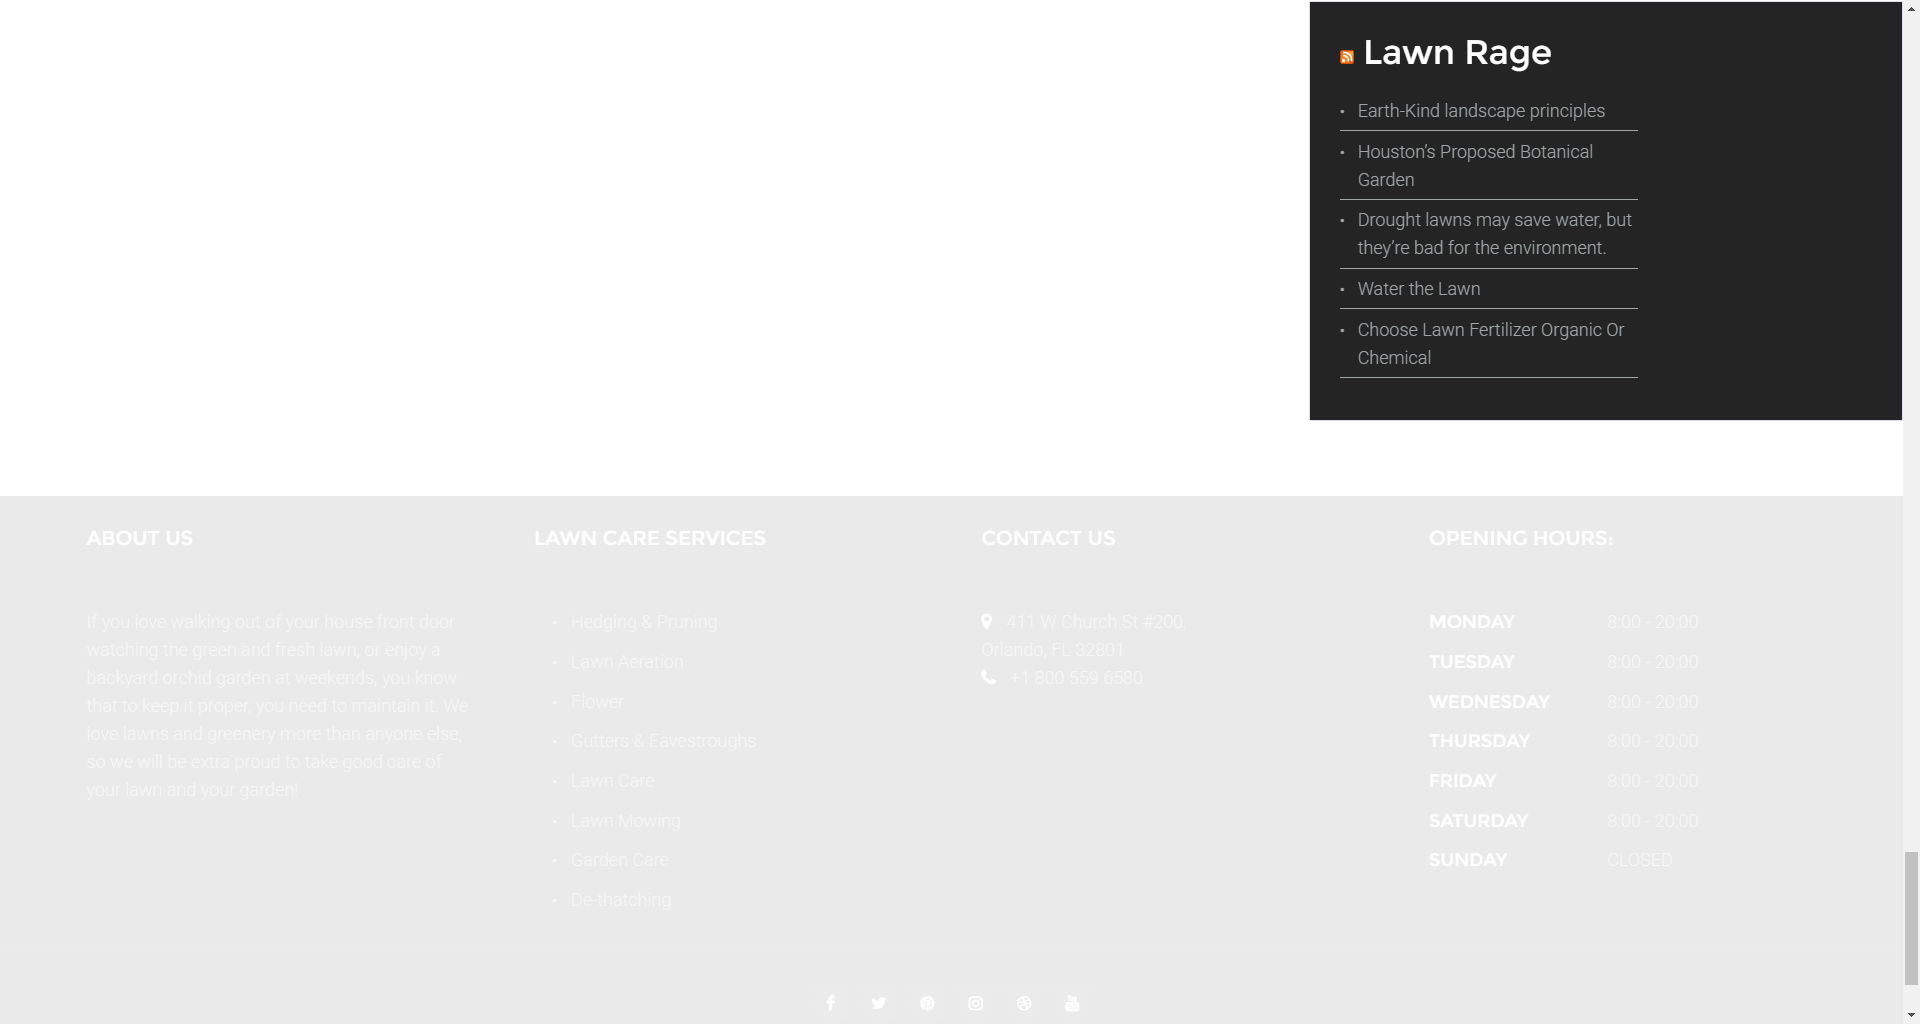 Lawn Rage
• Earth-Kind landscape principles
• Houston’s Proposed Botanical
Garden
• Drought lawns may save water, but
they’re bad for the environment.
• Water the Lawn
• Choose Lawn Fertilizer Organic Or
Chemical
ABOUT US
If you love walking out of your house front door
watching the green and fresh lawn, or enjoy a
backyard orchid garden at weekends, you know
that to keep it proper, you need to maintain it. We
love lawns and greenery more than anyone else,
so we will be extra proud to take good care of
your lawn and your garden!
LAWN CARE SERVICES
• Hedging & Pruning
• Lawn Aeration
• Flower
• Gutters & Eavestroughs
• Lawn Care
• Lawn Mowing
• Garden Care
• De-thatching
CONTACT US
411 W Church St #200,
Orlando, FL 32801
+1 800 559 6580
OPENING HOURS:
MONDAY 8:00 - 20:00
TUESDAY 8:00 - 20:00
WEDNESDAY 8:00 - 20:00
THURSDAY 8:00 - 20:00
FRIDAY 8:00 - 20:00
SATURDAY 8:00 - 20:00
SUNDAY CLOSED